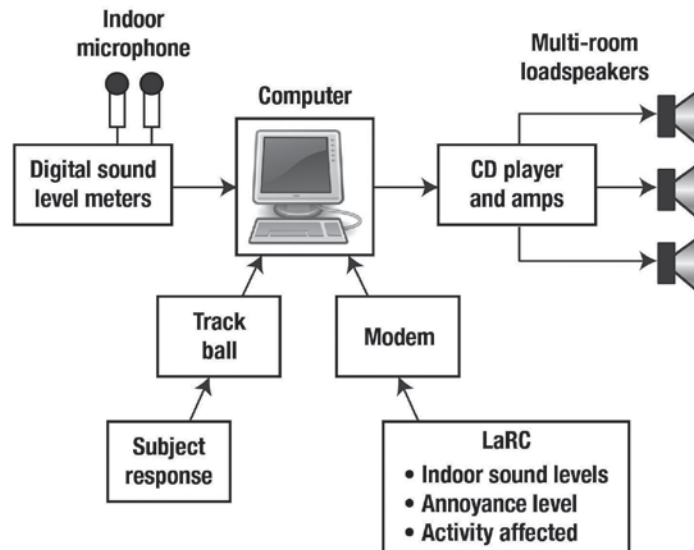 Indoor
microphone
Multi-room
loadspeakers
Computer
Digital sound
level meters
CD player
and amps
Track
ball
Modem
Subject
response
LaRC
• Indoor sound levels
• Annoyance level
• Activity affected